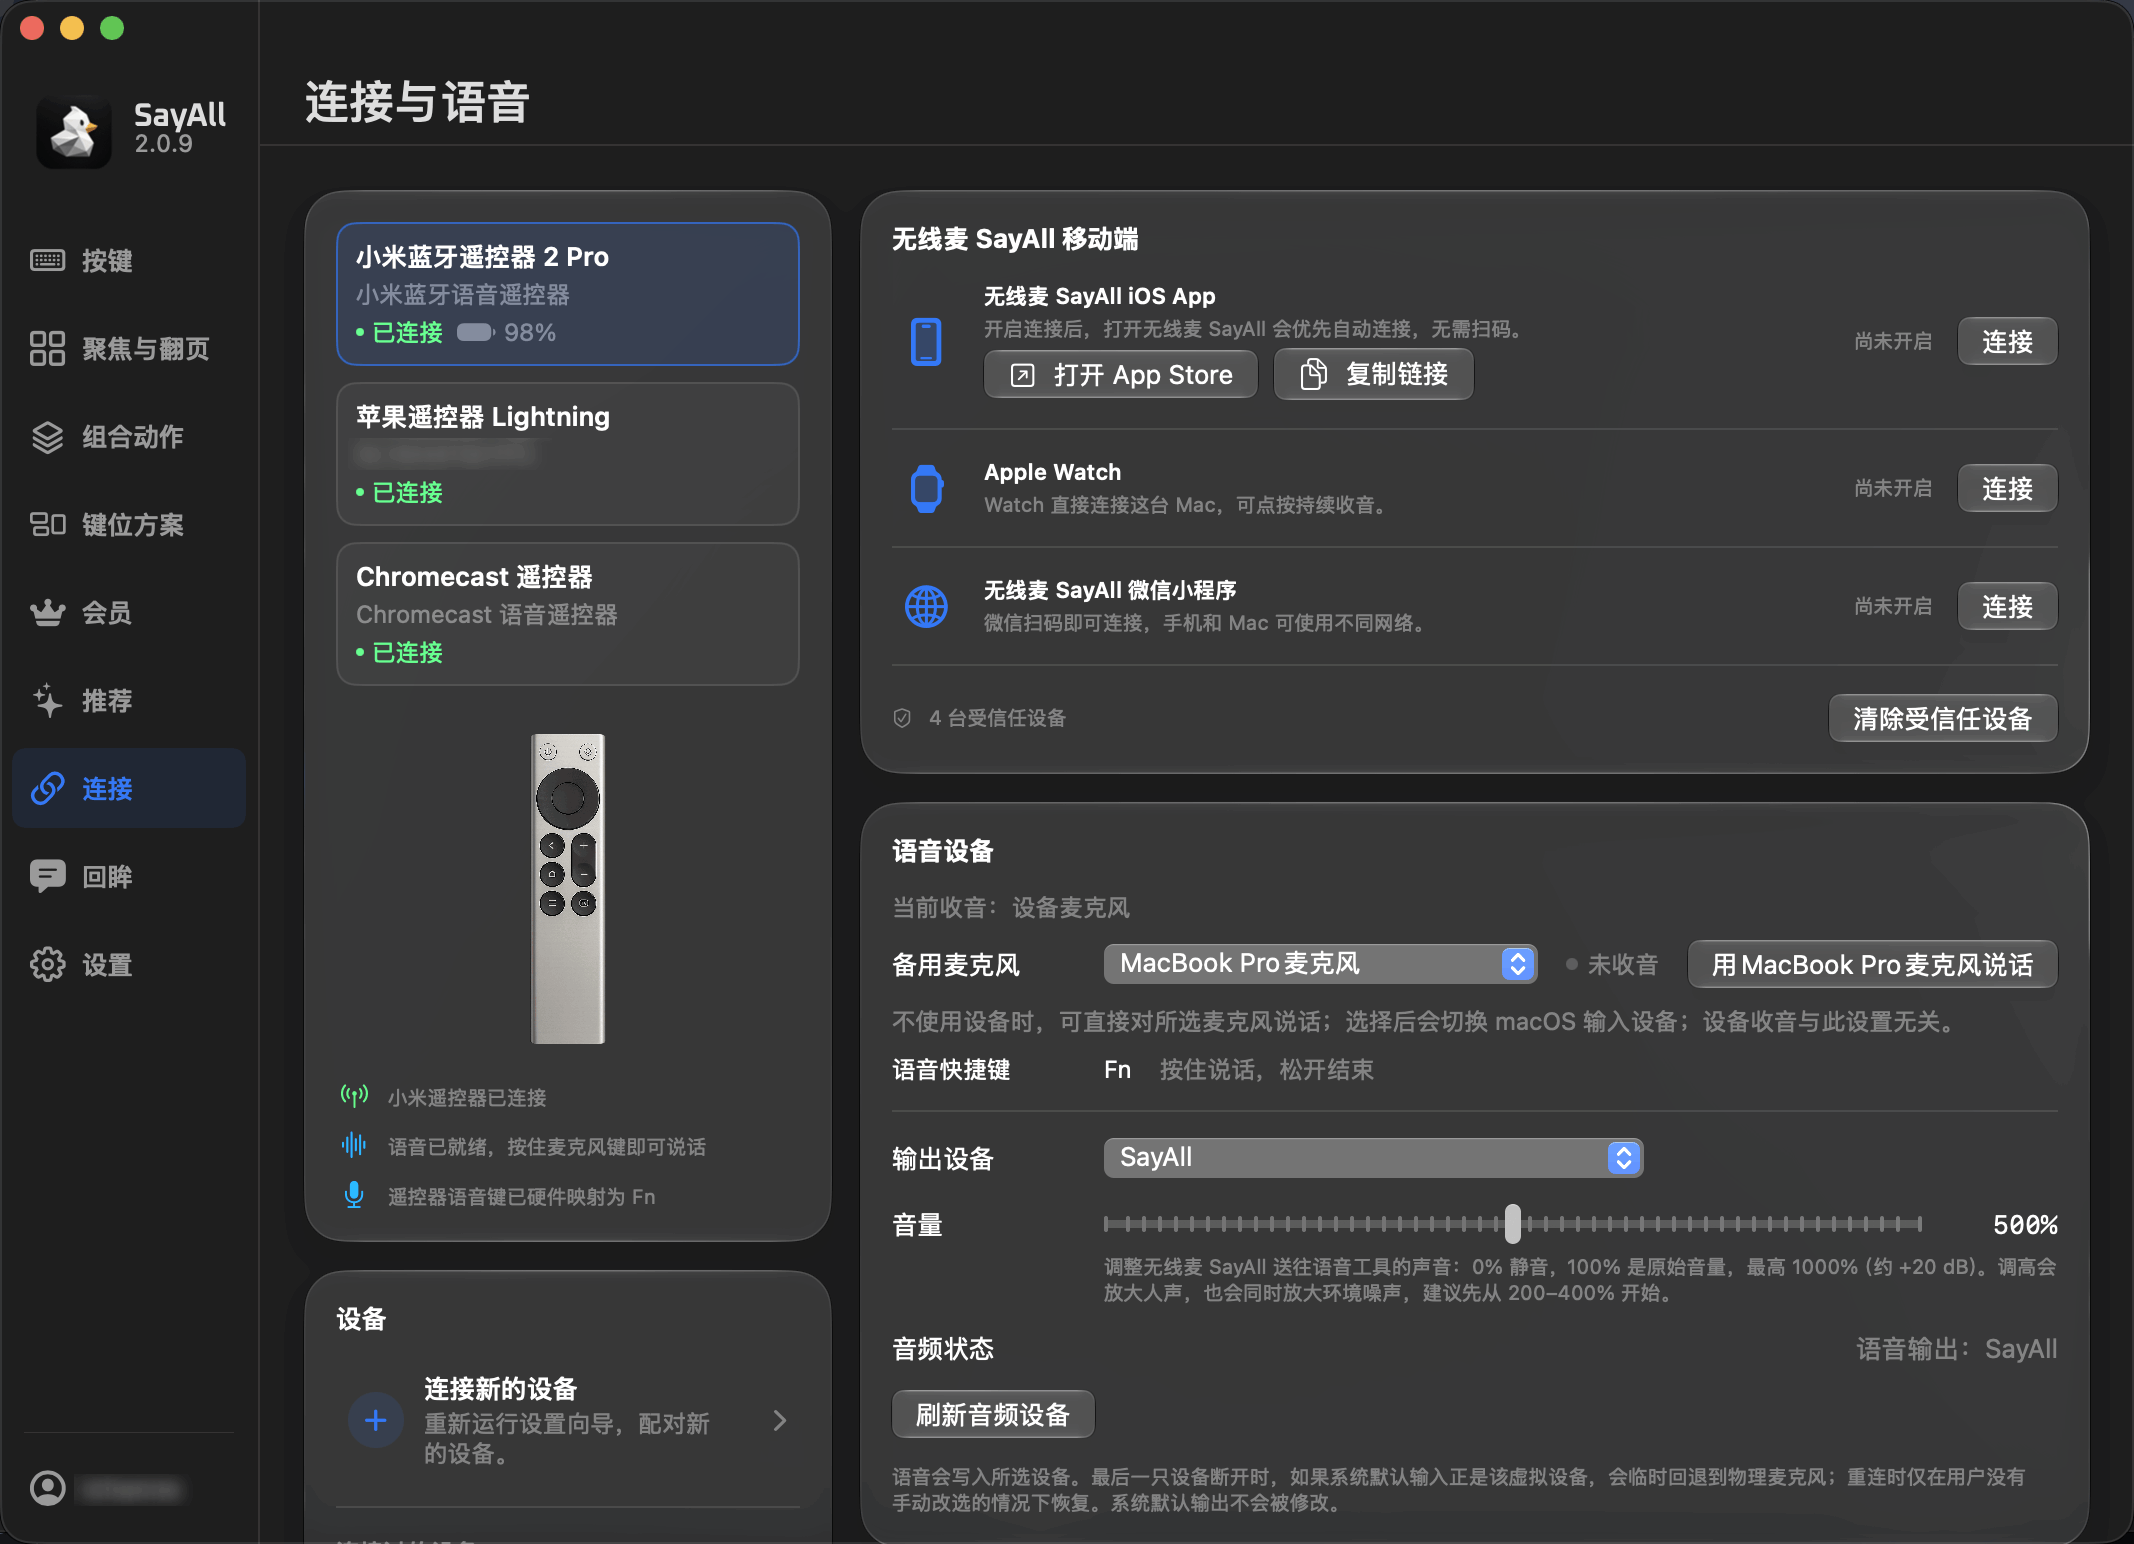 SayAll
2.0.9
按键
聚焦与翻页
组合动作
键位方案
会员
推荐
连接
回眸
设置
连接与语音
小米蓝牙遥控器 2 Pro
小米蓝牙语音遥控器
已连接 98%
苹果遥控器 Lightning
已连接
Chromecast 遥控器
Chromecast 语音遥控器
已连接
小米遥控器已连接
语音已就绪，按住麦克风键即可说话
遥控器语音键已硬件映射为 Fn
设备
连接新的设备
重新运行设置向导，配对新
的设备。
无线麦 SayAll 移动端
无线麦 SayAll iOS App
开启连接后，打开无线麦 SayAll 会优先自动连接，无需扫码。
尚未开启 连接
打开 App Store 复制链接
Apple Watch
Watch 直接连接这台 Mac，可点按持续收音。
尚未开启 连接
无线麦 SayAll 微信小程序
微信扫码即可连接，手机和 Mac 可使用不同网络。
尚未开启 连接
4 台受信任设备 清除受信任设备
语音设备
当前收音：设备麦克风
备用麦克风 MacBook Pro麦克风 未收音 用MacBook Pro麦克风说话
不使用设备时，可直接对所选麦克风说话；选择后会切换 macOS 输入设备；设备收音与此设置无关。
语音快捷键 Fn 按住说话，松开结束
输出设备 SayAll
音量 500%
调整无线麦 SayAll 送往语音工具的声音：0% 静音，100% 是原始音量，最高 1000% (约 +20 dB)。调高会
放大人声，也会同时放大环境噪声，建议先从 200–400% 开始。
音频状态 语音输出：SayAll
刷新音频设备
语音会写入所选设备。最后一只设备断开时，如果系统默认输入正是该虚拟设备，会临时回退到物理麦克风；重连时仅在用户没有
手动改选的情况下恢复。系统默认输出不会被修改。